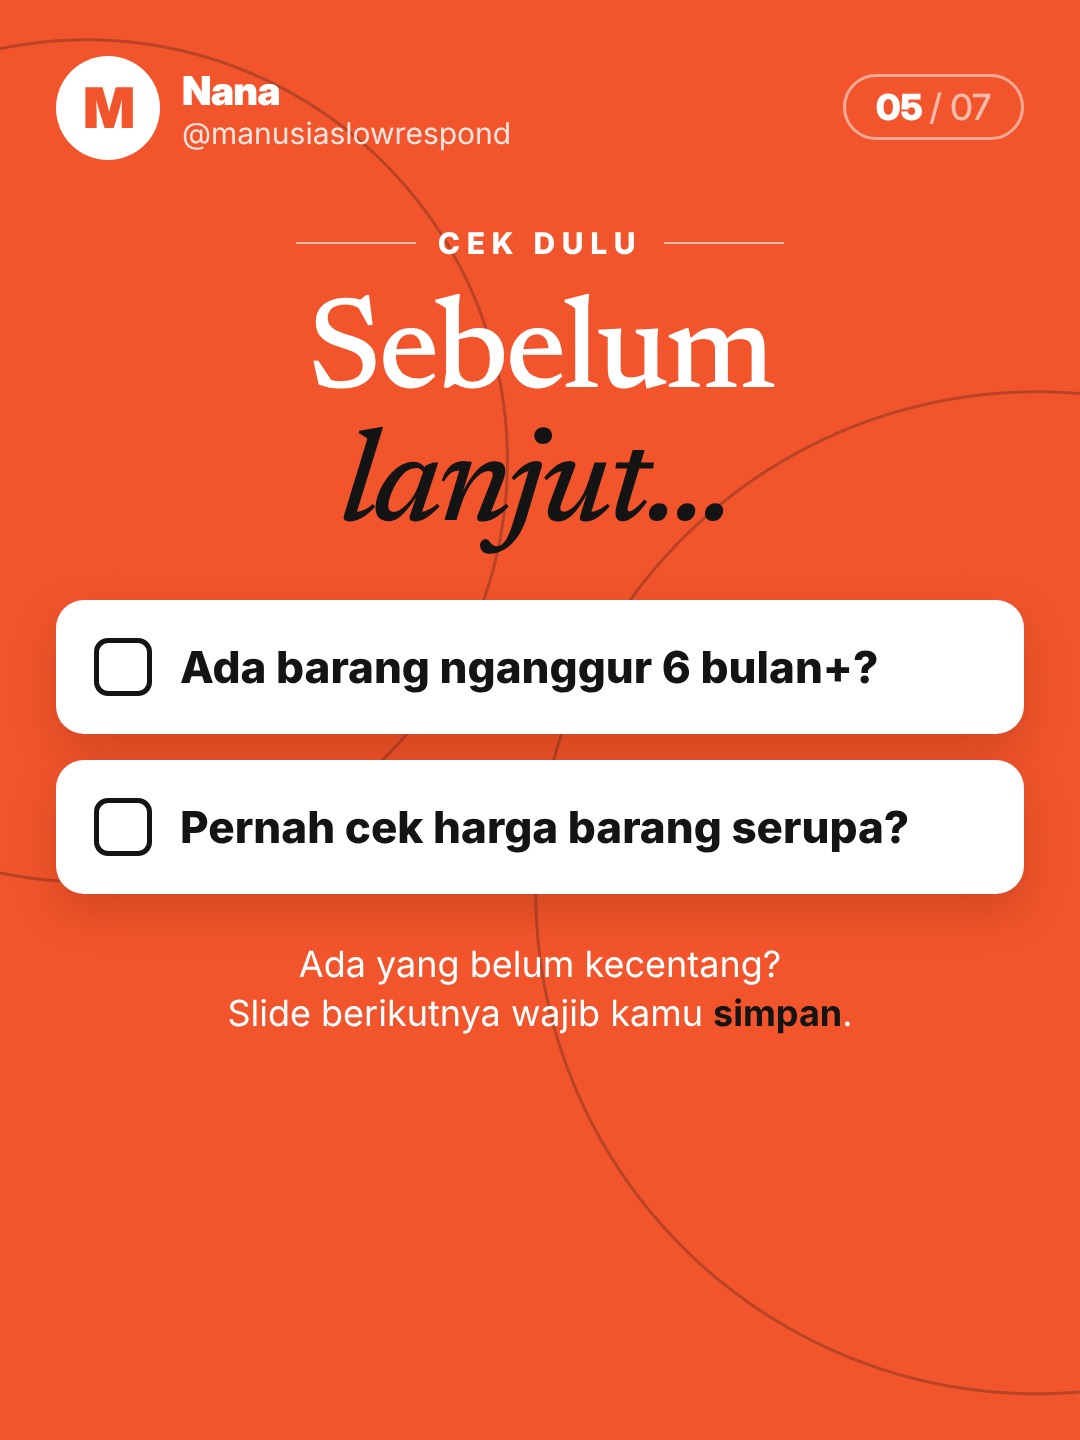 M
Nana
@manusiaslowrespond
05 / 07
CEK DULU
Sebelum
lanjut...
Ada barang nganggur 6 bulan+?
Pernah cek harga barang serupa?
Ada yang belum kecentang?
Slide berikutnya wajib kamu simpan.